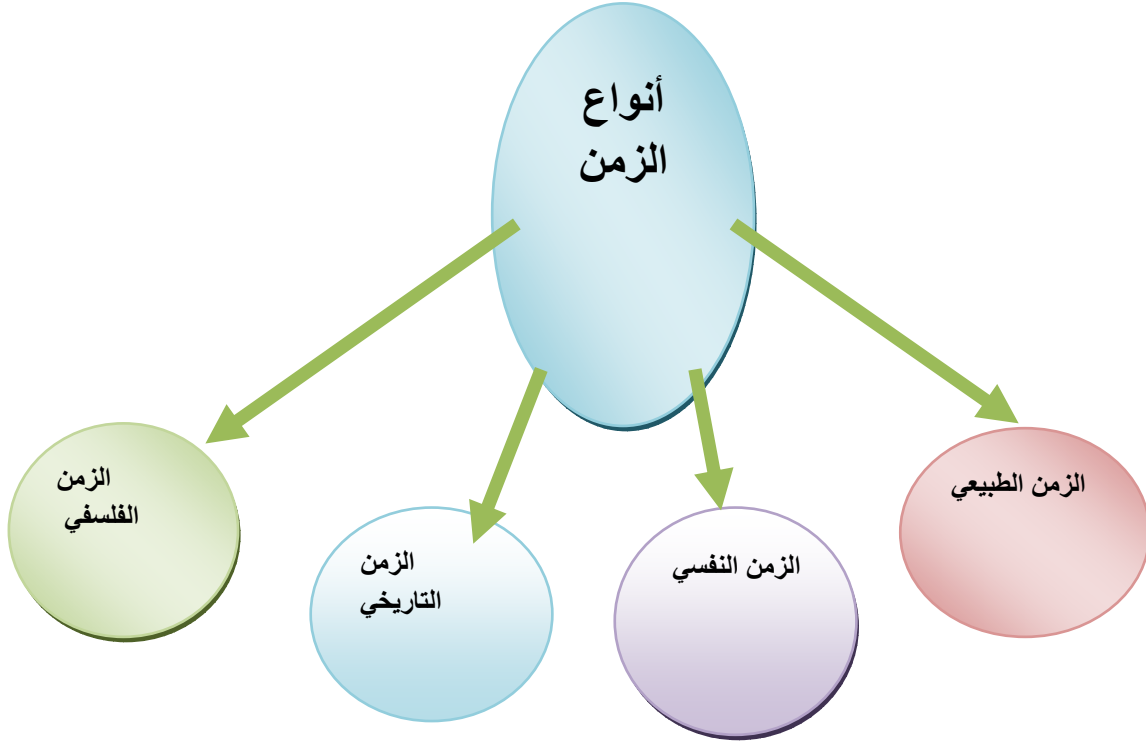 أنواع
الزمن
الزمن الطبيعي
الزمن النفسي
الزمن
التاريخي
الزمن
الفلسفي